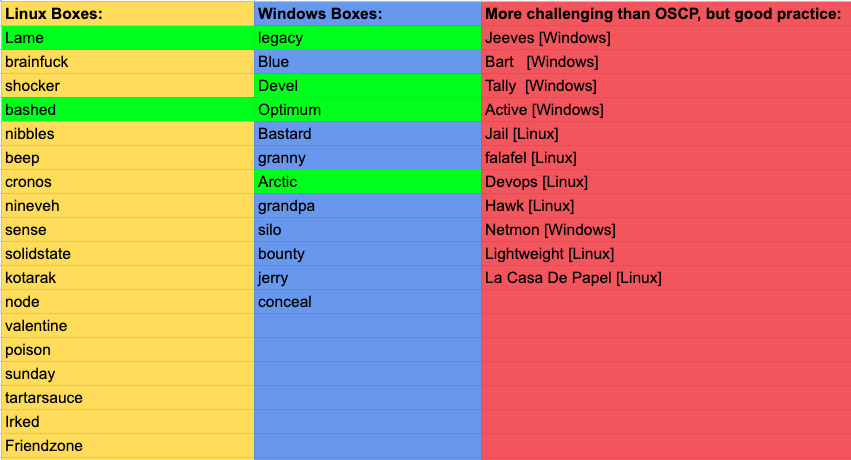 Linux Boxes: Windows Boxes: More challenging than OSCP, but good practice:
Lame legacy Jeeves [Windows]
brainfuck Blue Bart [Windows]
shocker Devel Tally [Windows]
bashed Optimum Active [Windows]
nibbles Bastard Jail [Linux]
beep granny falafel [Linux]
cronos Arctic Devops [Linux]
nineveh grandpa Hawk [Linux]
sense silo Netmon [Windows]
solidstate bounty Lightweight [Linux]
kotarak jerry La Casa De Papel [Linux]
node conceal
valentine
poison
sunday
tartarsauce
Irked
Friendzone